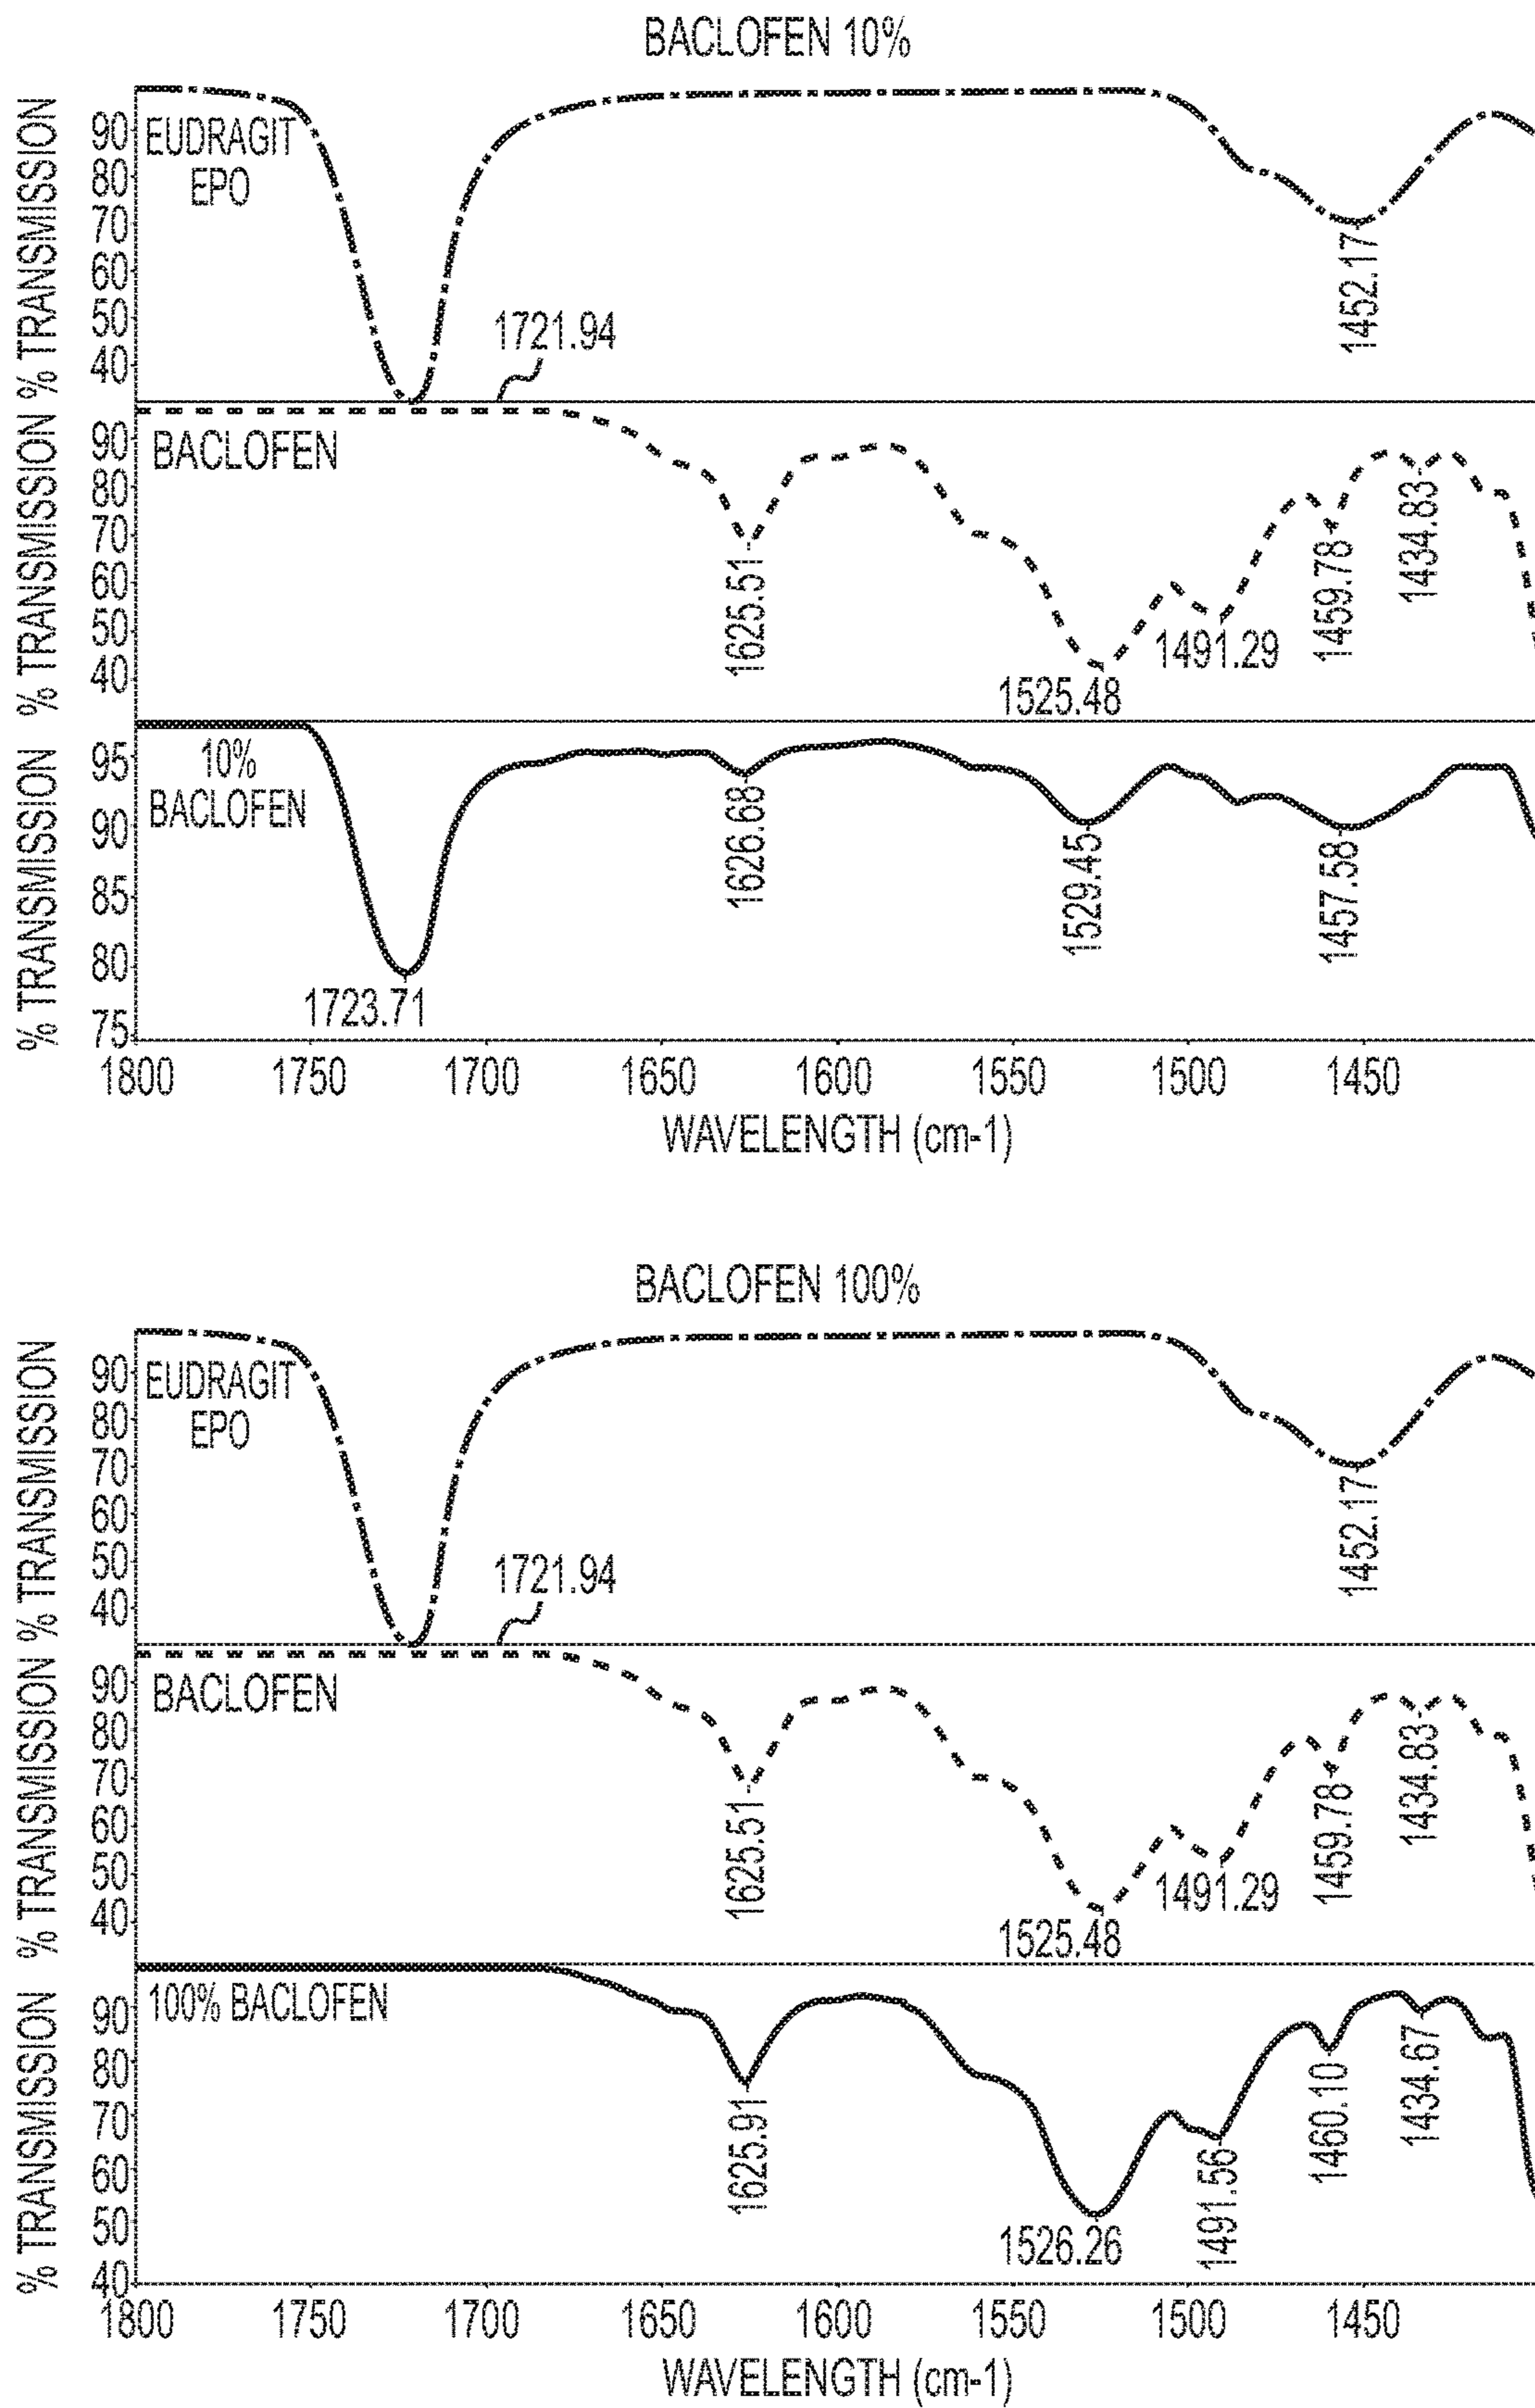 BACLOFEN 10%
% TRANSMISSION
90
80
70
60
50
40
EUDRAGIT
EPO
1721.94
1452.17
% TRANSMISSION
90
80
70
60
50
40
BACLOFEN
1625.51
1525.48
1491.29
1459.78
1434.83
% TRANSMISSION
95
90
85
80
75
10%
BACLOFEN
1723.71
1626.68
1529.45
1457.58
1800 1750 1700 1650 1600 1550 1500 1450
WAVELENGTH (cm-1)
BACLOFEN 100%
% TRANSMISSION
90
80
70
60
50
40
EUDRAGIT
EPO
1721.94
1452.17
% TRANSMISSION
90
80
70
60
50
40
BACLOFEN
1625.51
1525.48
1491.29
1459.78
1434.83
% TRANSMISSION
90
80
70
60
50
40
100% BACLOFEN
1625.91
1526.26
1491.56
1460.10
1434.67
1800 1750 1700 1650 1600 1550 1500 1450
WAVELENGTH (cm-1)